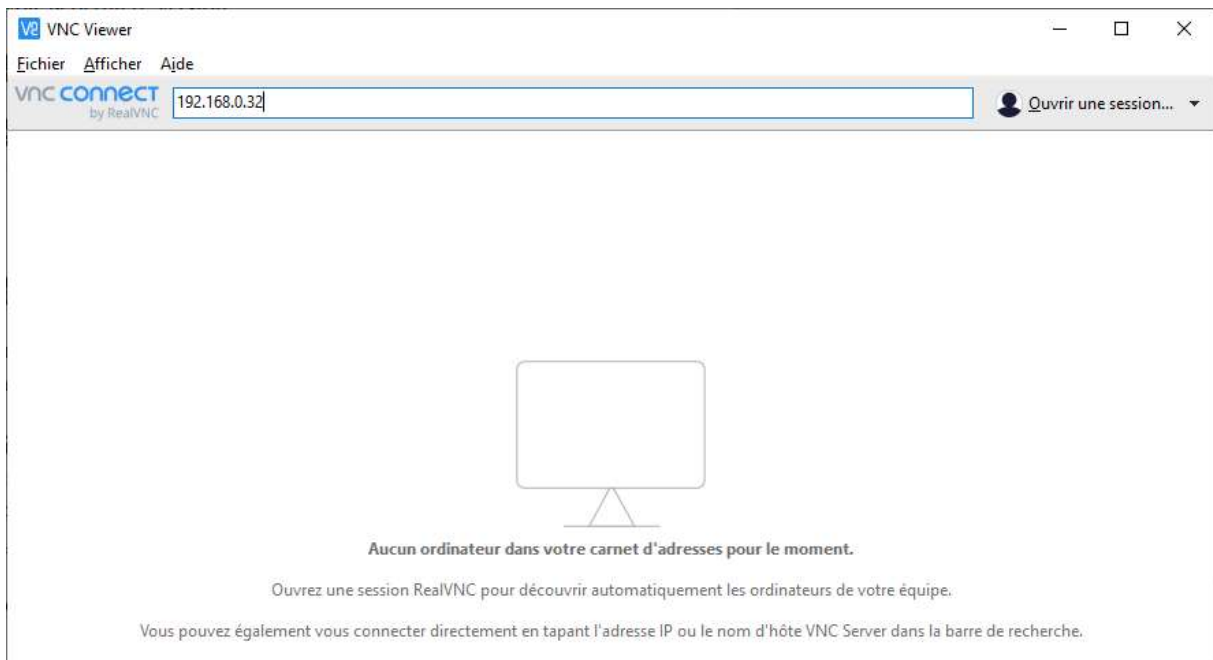 VNC Viewer
Fichier Afficher Aide
vnc connect
by RealVNC
192.168.0.32
Ouvrir une session...
Aucun ordinateur dans votre carnet d'adresses pour le moment.
Ouvrez une session RealVNC pour découvrir automatiquement les ordinateurs de votre équipe.
Vous pouvez également vous connecter directement en tapant l'adresse IP ou le nom d'hôte VNC Server dans la barre de recherche.